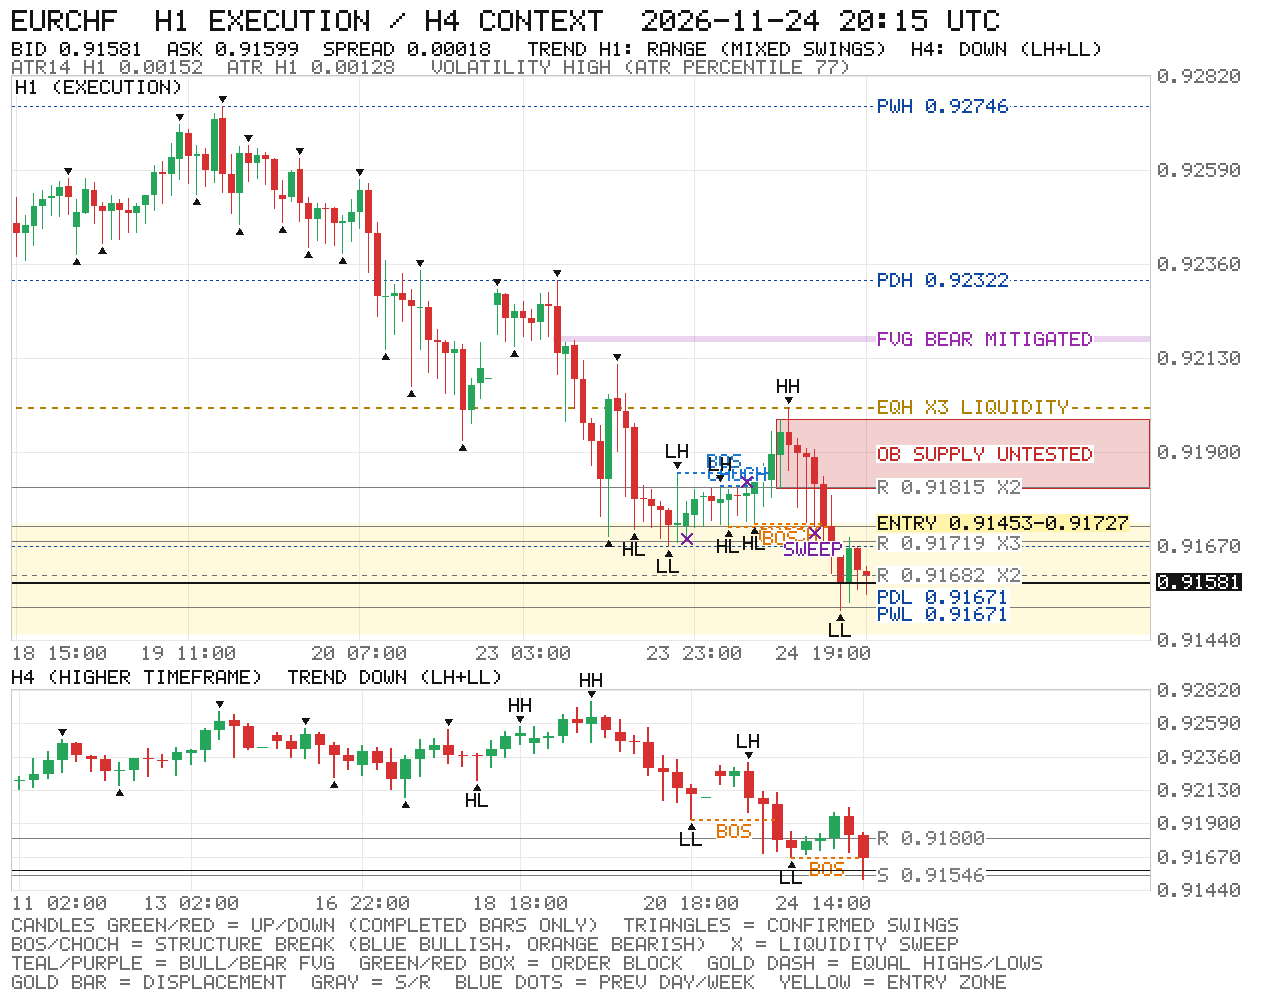 EURCHF  H1 EXECUTION / H4 CONTEXT  2026-11-24 20:15 UTC
BID 0.91581  ASK 0.91599  SPREAD 0.00018   TREND H1: RANGE (MIXED SWINGS)  H4: DOWN (LH+LL)
ATR14 H1 0.00152  ATR H1 0.00128   VOLATILITY HIGH (ATR PERCENTILE 77)
H1 (EXECUTION)
0.92820
PWH 0.92746
0.92590
0.92360
PDH 0.92322
FVG BEAR MITIGATED
0.92130
HH
EQH X3 LIQUIDITY
LH
BOS
LH
0.91900
OB SUPPLY UNTESTED
R 0.91815 X2
ENTRY 0.91453-0.91727
BOS
R 0.91719 X3
HL
HL
HL
SWEEP
0.91670
LL
R 0.91682 X2
0.91581
PDL 0.91671
PWL 0.91671
LL
0.91440
18 15:00
19 11:00
20 07:00
23 03:00
23 23:00
24 19:00
H4 (HIGHER TIMEFRAME)  TREND DOWN (LH+LL)
HH
0.92820
HH
0.92590
LH
0.92360
HL
0.92130
BOS
0.91900
LL
R 0.91800
0.91670
BOS
LL
S 0.91546
0.91440
11 02:00
13 02:00
16 22:00
18 18:00
20 18:00
24 14:00
CANDLES GREEN/RED = UP/DOWN (COMPLETED BARS ONLY)  TRIANGLES = CONFIRMED SWINGS
BOS/CHOCH = STRUCTURE BREAK (BLUE BULLISH, ORANGE BEARISH)  X = LIQUIDITY SWEEP
TEAL/PURPLE = BULL/BEAR FVG  GREEN/RED BOX = ORDER BLOCK  GOLD DASH = EQUAL HIGHS/LOWS
GOLD BAR = DISPLACEMENT  GRAY = S/R  BLUE DOTS = PREV DAY/WEEK  YELLOW = ENTRY ZONE